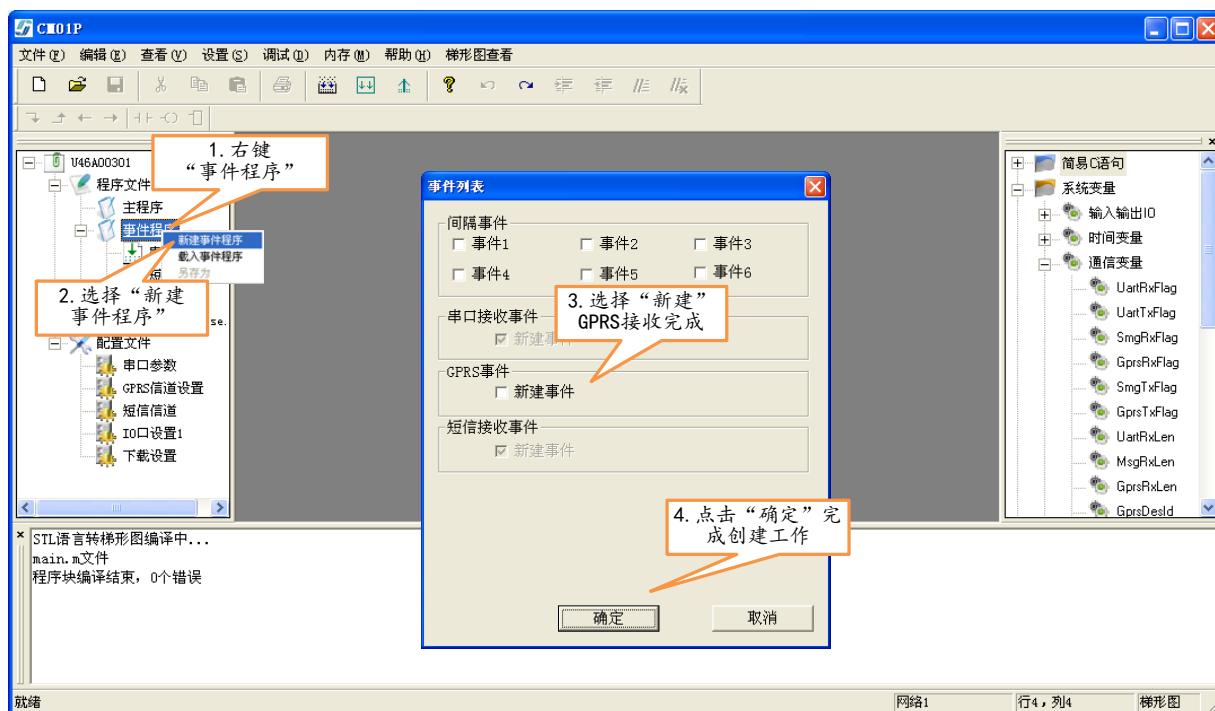 CM01P
文件(F) 编辑(E) 查看(V) 设置(S) 调试(D) 内存(M) 帮助(H) 梯形图查看
U46A00301
程序文件
主程序
事件程
新建事件程序
载入事件程序
另存为
短
se.
配置文件
串口参数
GPRS信道设置
短信信道
IO口设置1
下载设置
1.右键
“事件程序”
2.选择“新建
事件程序”
事件列表
间隔事件
事件1 事件2 事件3
事件4 事件5 事件6
串口接收事件
新建事
3.选择“新建”
GPRS接收完成
GPRS事件
新建事件
短信接收事件
新建事件
4.点击“确定”完
成创建工作
确定 取消
简易C语句
系统变量
输入输出IO
时间变量
通信变量
UartRxFlag
UartTxFlag
SmgRxFlag
GprsRxFlag
SmgTxFlag
GprsTxFlag
UartRxLen
MsgRxLen
GprsRxLen
GprsDesId
STL语言转梯形图编译中...
main.m文件
程序块编译结束，0个错误
就绪 网络1 行4，列4 梯形图